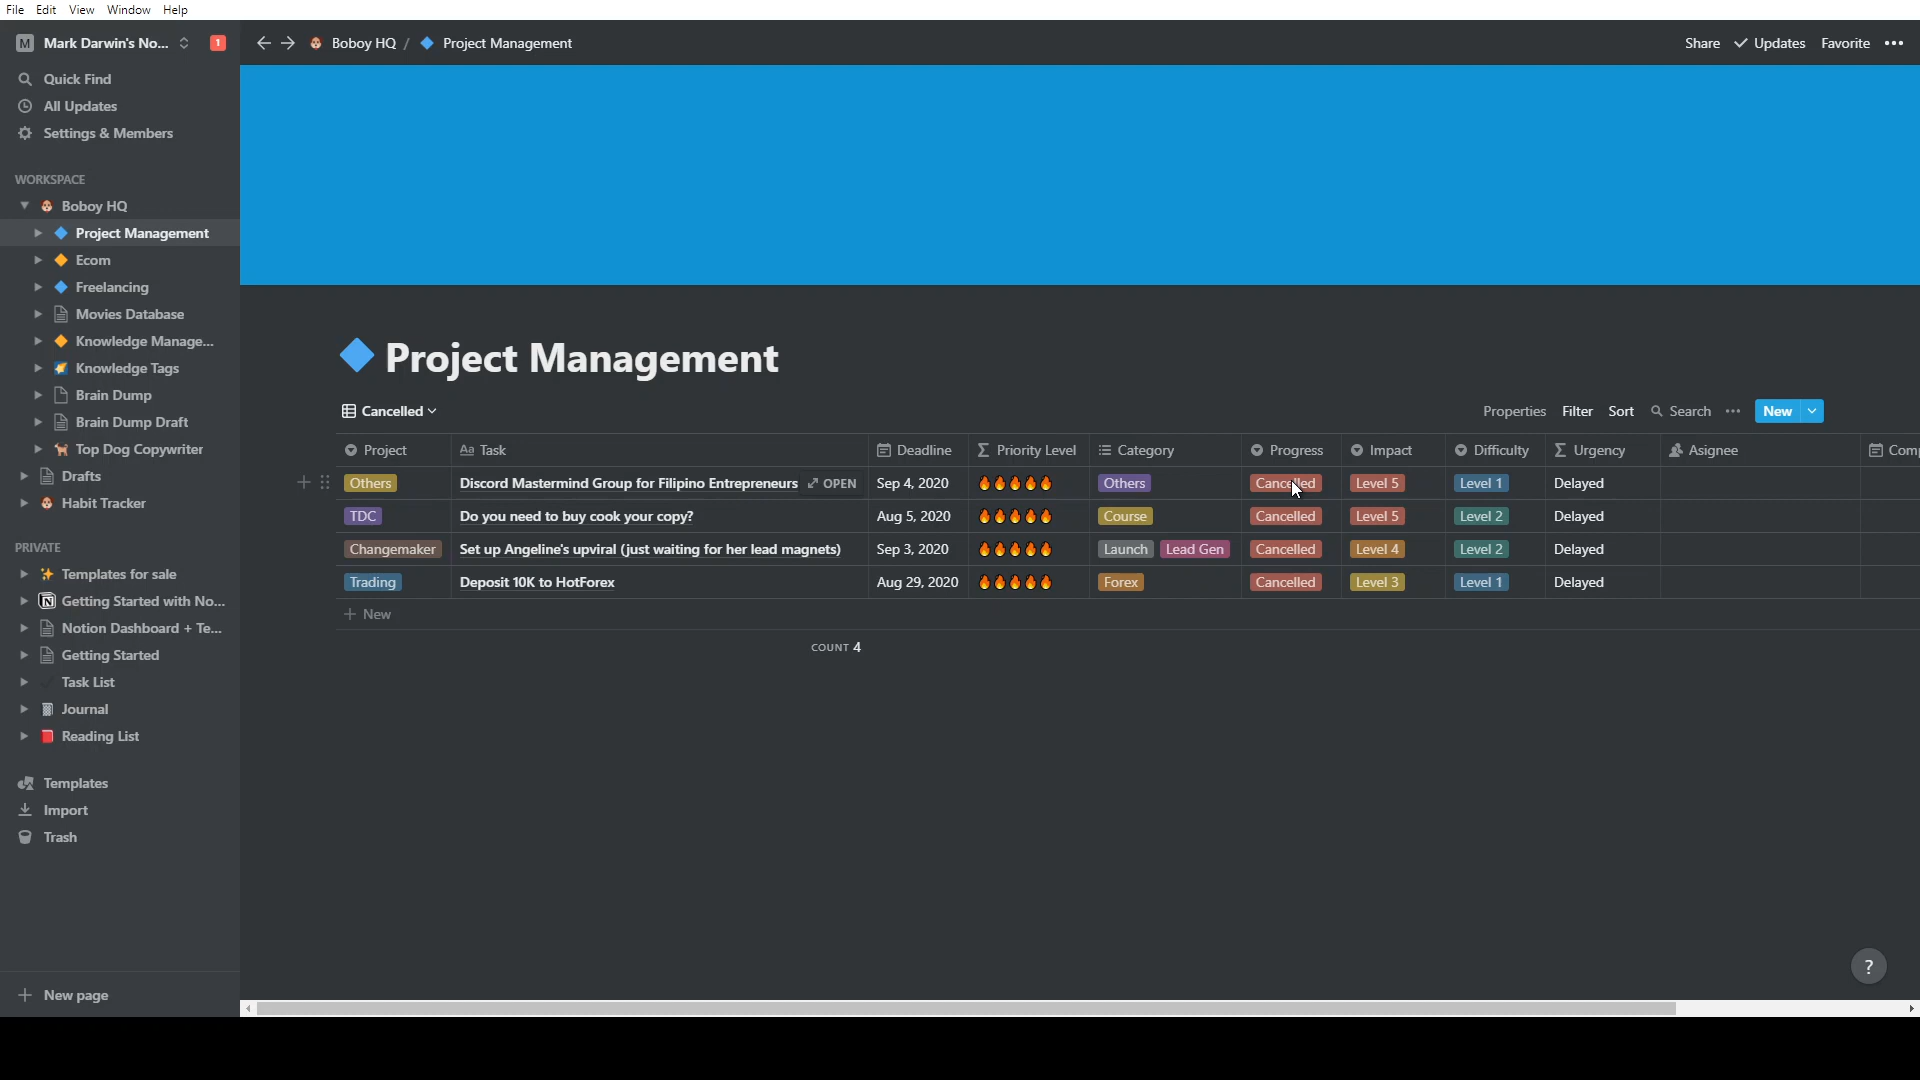 File Edit View Window Help
M Mark Darwin's No... 1
Boboy HQ / Project Management
Share Updates Favorite
Quick Find
All Updates
Settings & Members
WORKSPACE
Boboy HQ
Project Management
Ecom
Freelancing
Movies Database
Knowledge Manage...
Knowledge Tags
Brain Dump
Brain Dump Draft
Top Dog Copywriter
Drafts
Habit Tracker
PRIVATE
Templates for sale
Getting Started with No...
Notion Dashboard + Te...
Getting Started
Task List
Journal
Reading List
Templates
Import
Trash
+ New page
Project Management
Cancelled
Properties Filter Sort Search ... New
Project Aa Task Deadline Σ Priority Level Category Progress Impact Difficulty Σ Urgency Asignee Comp
Others Discord Mastermind Group for Filipino Entrepreneurs OPEN Sep 4, 2020 Others Cancelled Level 5 Level 1 Delayed
TDC Do you need to buy cook your copy? Aug 5, 2020 Course Cancelled Level 5 Level 2 Delayed
Changemaker Set up Angeline's upviral (just waiting for her lead magnets) Sep 3, 2020 Launch Lead Gen Cancelled Level 4 Level 2 Delayed
Trading Deposit 10K to HotForex Aug 29, 2020 Forex Cancelled Level 3 Level 1 Delayed
+ New
COUNT 4
?